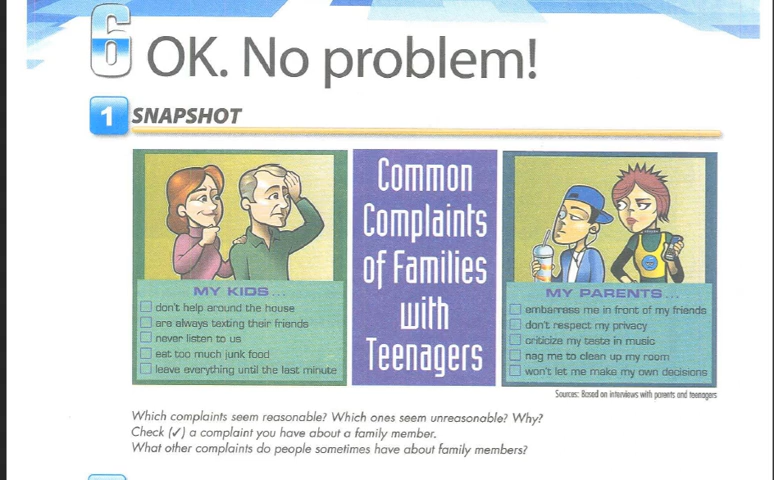 6 OK. No problem!
1 SNAPSHOT
MY KIDS...
don't help around the house
are always texting their friends
never listen to us
eat too much junk food
leave everything until the last minute
Common
Complaints
of Families
with
Teenagers
MY PARENTS...
embarrass me in front of my friends
don't respect my privacy
criticize my taste in music
nag me to clean up my room
won't let me make my own decisions
Sources: Based on interviews with parents and teenagers
Which complaints seem reasonable? Which ones seem unreasonable? Why?
Check (✓) a complaint you have about a family member.
What other complaints do people sometimes have about family members?